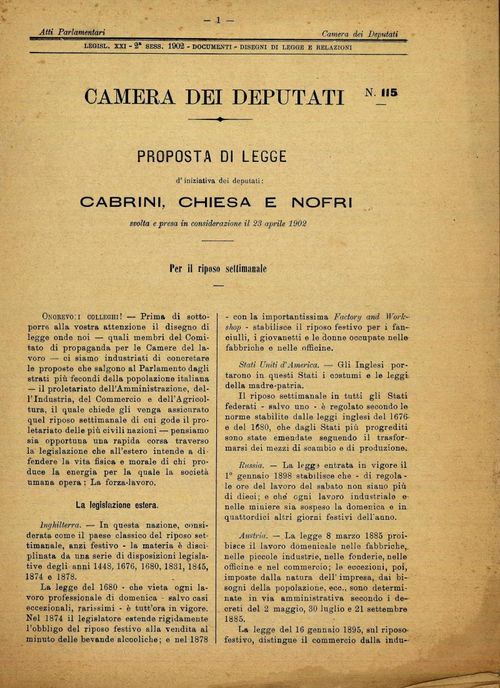 — 1 —
Atti Parlamentari
Camera dei Deputati
LEGISL. XXI - 2ª SESS. 1902 - DOCUMENTI - DISEGNI DI LEGGE E RELAZIONI
CAMERA DEI DEPUTATI N. 115
PROPOSTA DI LEGGE
d'iniziativa dei deputati:
CABRINI, CHIESA E NOFRI
svolta e presa in considerazione il 23 aprile 1902
Per il riposo settimanale
ONOREVOLI COLLEGHI! — Prima di sotto-
porre alla vostra attenzione il disegno di
legge onde noi — quali membri del Comi-
tato di propaganda per le Camere del la-
voro — ci siamo industriati di concretare
le proposte che salgono al Parlamento dagli
strati più fecondi della popolazione italiana
— il proletariato dell'Amministrazione, del-
l'Industria, del Commercio e dell'Agricol-
tura, il quale chiede gli venga assicurato
quel riposo settimanale di cui gode il pro-
letariato delle più civili nazioni — pensiamo
sia opportuna una rapida corsa traverso
la legislazione che all'estero intende a di-
fendere la vita fisica e morale di chi pro-
duce la energia per la quale la società
umana opera: La forza-lavoro.
La legislazione estera.
Inghilterra. — In questa nazione, consi-
derata come il paese classico del riposo set-
timanale, anzi festivo - la materia è disci-
plinata da una serie di disposizioni legisla-
tive degli anni 1448, 1676, 1680, 1831, 1845,
1874 e 1878.
La legge del 1680 - che vieta ogni la-
voro professionale di domenica - salvo casi
eccezionali, rarissimi - è tutt'ora in vigore.
Nel 1874 il legislatore estende rigidamente
l'obbligo del riposo festivo alla vendita al
minuto delle bevande alcooliche; e nel 1878
- con la importantissima Factory and Work-
shop - stabilisce il riposo festivo per i fan-
ciulli, i giovanetti e le donne occupate nelle
fabbriche e nelle officine.
Stati Uniti d'America. — Gli Inglesi por-
tarono in questi Stati i costumi e le leggi
della madre-patria.
Il riposo settimanale in tutti gli Stati
federati - salvo uno - è regolato secondo le
norme stabilite dalle leggi inglesi del 1676
e del 1680, che dagli Stati più progrediti
sono state emendate seguendo il trasfor-
marsi dei mezzi di scambio e di produzione.
Russia. — La legge entrata in vigore il
1° gennaio 1898 stabilisce che - di regola-
le ore del lavoro del sabato non siano più
di dieci; e che ogni lavoro industriale e
nelle miniere sia sospeso la domenica e in
quattordici altri giorni festivi dell'anno.
Austria. — La legge 8 marzo 1885 proi-
bisce il lavoro domenicale nelle fabbriche,
nelle piccole industrie, nelle fonderie, nelle
officine e nel commercio; le eccezioni, poi,
imposte dalla natura dell'impresa, dai bi-
sogni della popolazione, ecc., sono determi-
nate in via amministrativa secondo i de-
creti del 2 maggio, 30 luglio e 21 settembre
1885.
La legge del 16 gennaio 1895, sul riposo
festivo, distingue il commercio dalla indu-